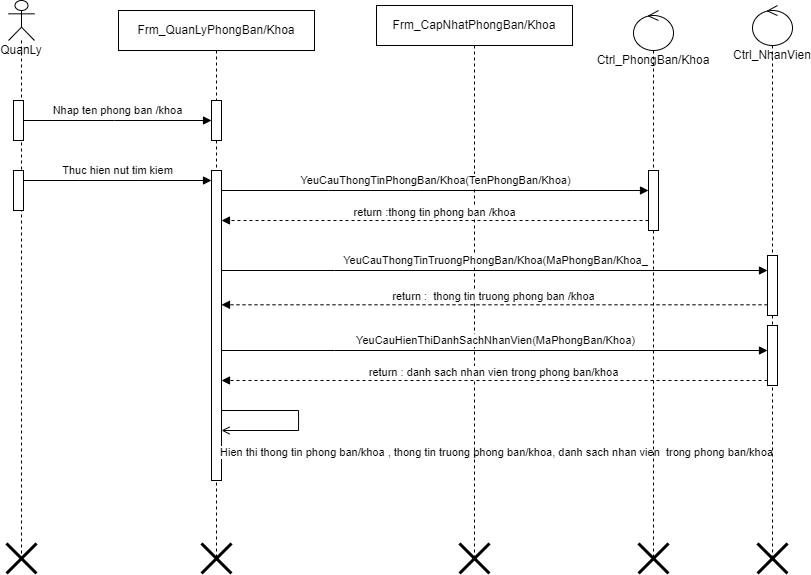 QuanLy
Frm_QuanLyPhongBan/Khoa
Frm_CapNhatPhongBan/Khoa
Ctrl_PhongBan/Khoa
Ctrl_NhanVien
Nhap ten phong ban /khoa
Thuc hien nut tim kiem
YeuCauThongTinPhongBan/Khoa(TenPhongBan/Khoa)
return :thong tin phong ban /khoa
YeuCauThongTinTruongPhongBan/Khoa(MaPhongBan/Khoa_
return : thong tin truong phong ban /khoa
YeuCauHienThiDanhSachNhanVien(MaPhongBan/Khoa)
return : danh sach nhan vien trong phong ban/khoa
Hien thi thong tin phong ban/khoa , thong tin truong phong ban/khoa, danh sach nhan vien trong phong ban/khoa